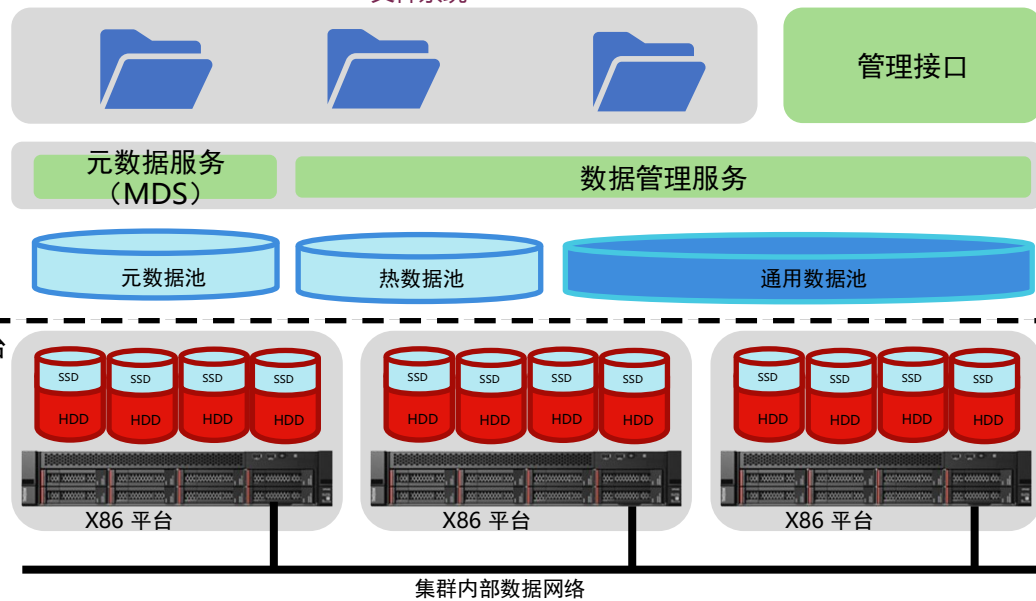 管理接口
元数据服务
（MDS）
数据管理服务
元数据池
热数据池
通用数据池
台
SSD SSD SSD SSD
HDD HDD HDD HDD
SSD SSD SSD SSD
HDD HDD HDD HDD
SSD SSD SSD SSD
HDD HDD HDD HDD
X86 平台
X86 平台
X86 平台
集群内部数据网络